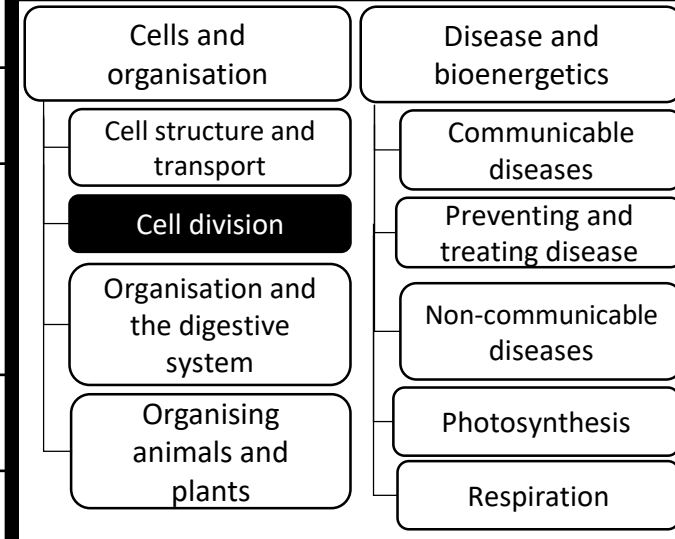 Cells and
organisation
Cell structure and
transport
Cell division
Organisation and
the digestive
system
Organising
animals and
plants
Disease and
bioenergetics
Communicable
diseases
Preventing and
treating disease
Non-communicable
diseases
Photosynthesis
Respiration